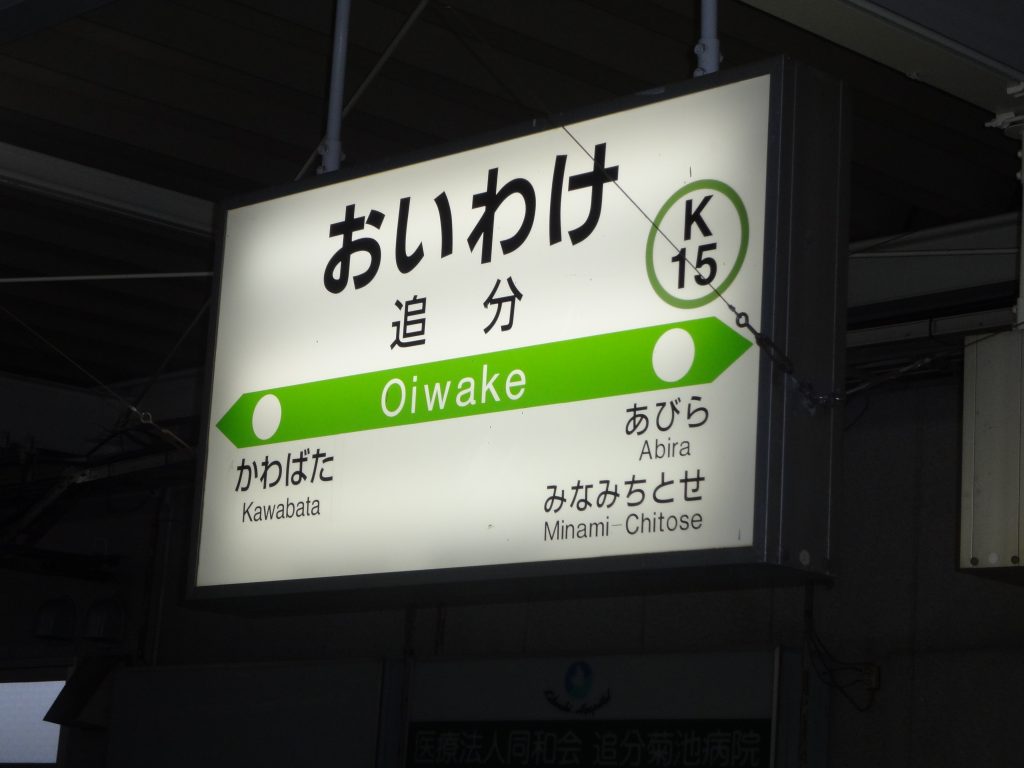 おいわけ
K
15
追分
Oiwake
かわばた
Kawabata
あびら
Abira
みなみちとせ
Minami-Chitose
医療法人同和会 追分菊池病院